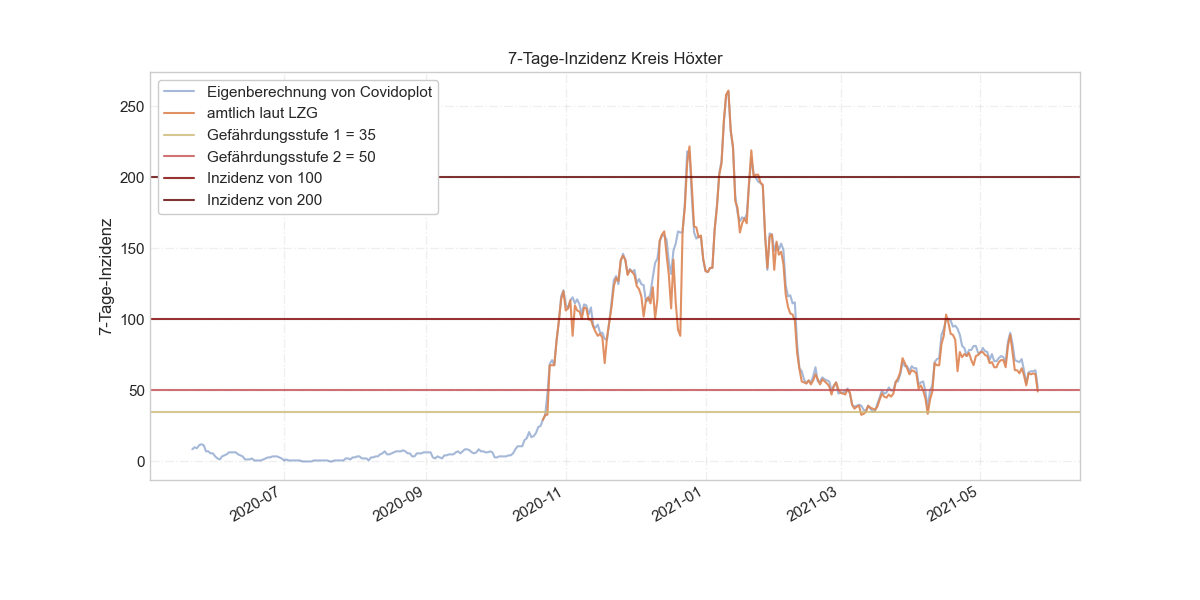 7-Tage-Inzidenz Kreis Höxter
Eigenberechnung von Covidoplot
amtlich laut LZG
Gefährdungsstufe 1 = 35
Gefährdungsstufe 2 = 50
Inzidenz von 100
Inzidenz von 200
7-Tage-Inzidenz
250
200
150
100
50
0
2020-07
2020-09
2020-11
2021-01
2021-03
2021-05